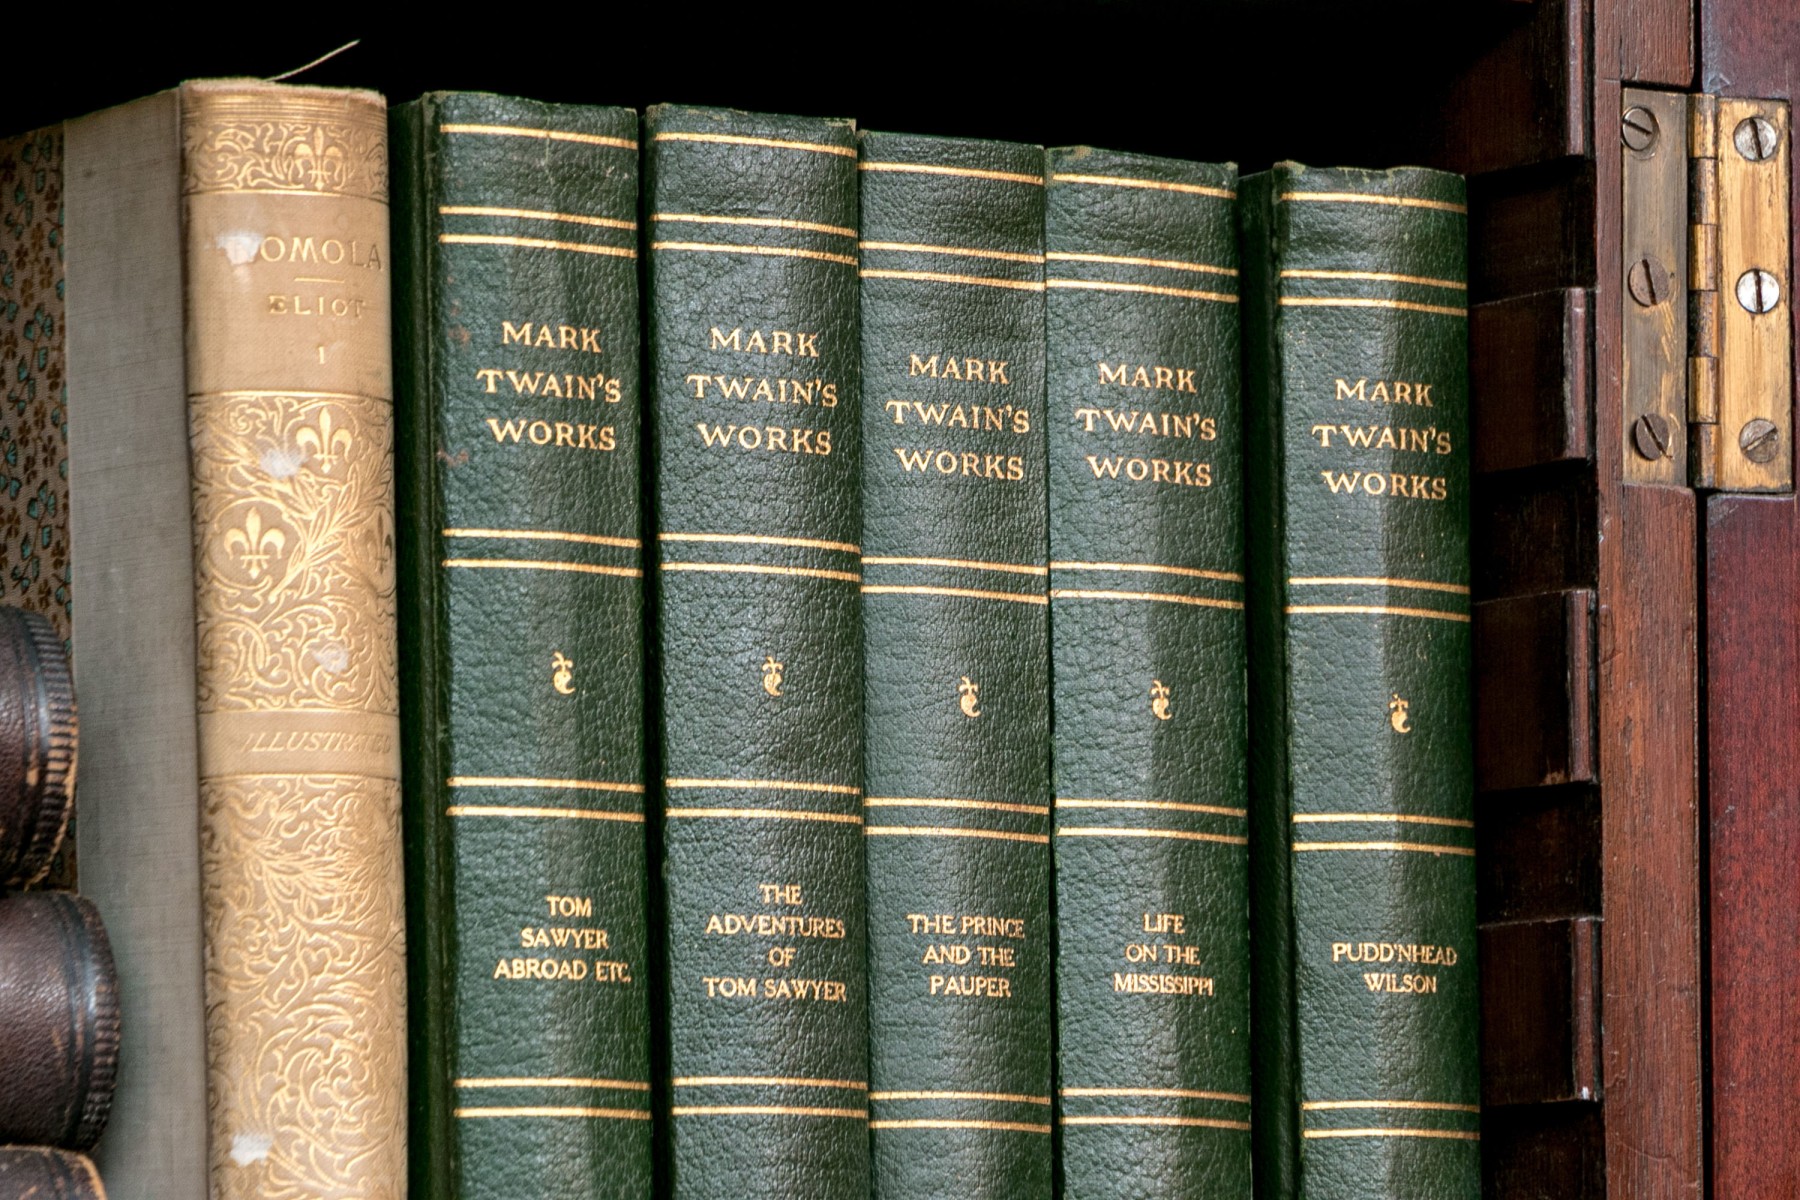 ROMOLA
ELIOT
I
ILLUSTRATED
MARK
TWAIN'S
WORKS
TOM
SAWYER
ABROAD ETC.
MARK
TWAIN'S
WORKS
THE
ADVENTURES
OF
TOM SAWYER
MARK
TWAIN'S
WORKS
THE PRINCE
AND THE
PAUPER
MARK
TWAIN'S
WORKS
LIFE
ON THE
MISSISSIPPI
MARK
TWAIN'S
WORKS
PUDD'NHEAD
WILSON